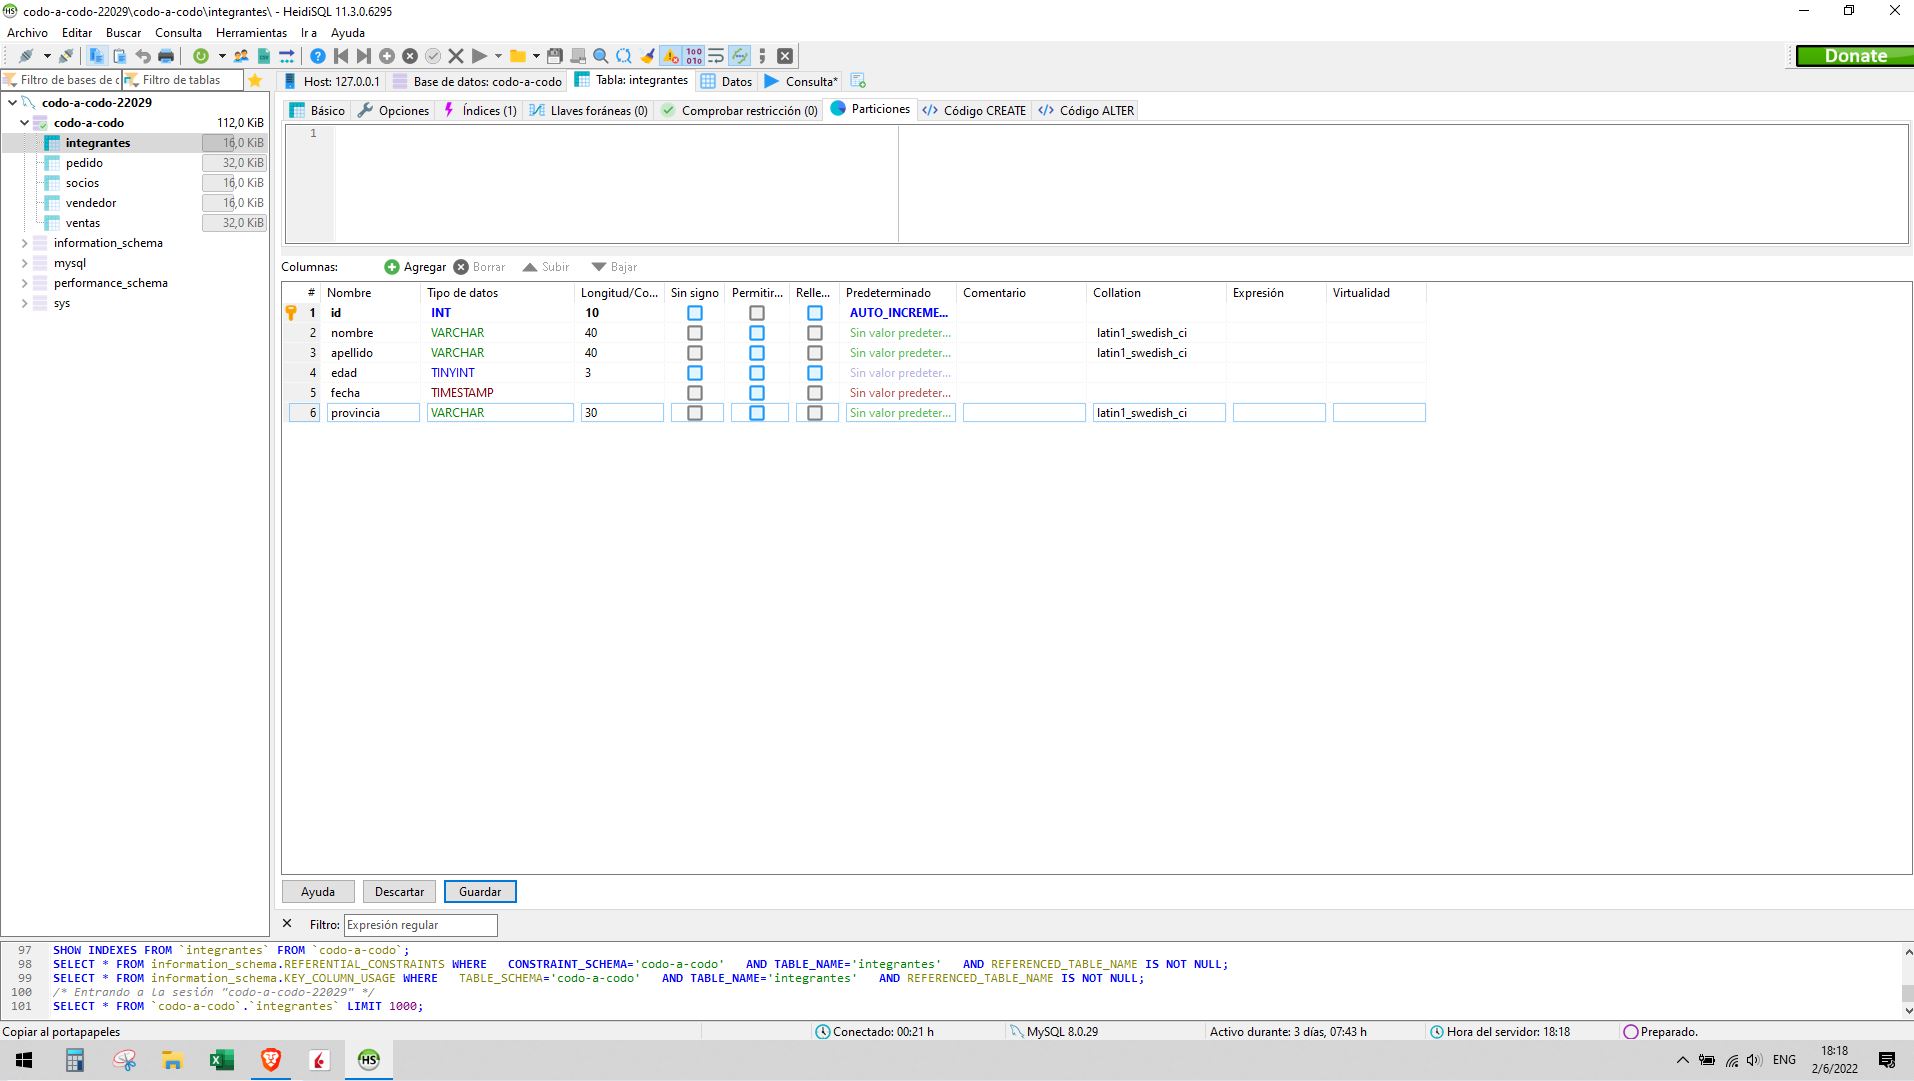 codo-a-codo-22029\codo-a-codo\integrantes\ - HeidiSQL 11.3.0.6295
Archivo Editar Buscar Consulta Herramientas Ir a Ayuda
Donate
Filtro de bases de d Filtro de tablas
Host: 127.0.0.1 Base de datos: codo-a-codo Tabla: integrantes Datos Consulta*
codo-a-codo-22029
codo-a-codo 112,0 KiB
integrantes 16,0 KiB
pedido 32,0 KiB
socios 16,0 KiB
vendedor 16,0 KiB
ventas 32,0 KiB
information_schema
mysql
performance_schema
sys
Básico Opciones Índices (1) Llaves foráneas (0) Comprobar restricción (0) Particiones Código CREATE Código ALTER
1
Columnas: Agregar Borrar Subir Bajar
# Nombre Tipo de datos Longitud/Co... Sin signo Permitir... Relle... Predeterminado Comentario Collation Expresión Virtualidad
1 id INT 10 AUTO_INCREME...
2 nombre VARCHAR 40 Sin valor predeter... latin1_swedish_ci
3 apellido VARCHAR 40 Sin valor predeter... latin1_swedish_ci
4 edad TINYINT 3 Sin valor predeter...
5 fecha TIMESTAMP Sin valor predeter...
6 provincia VARCHAR 30 Sin valor predeter... latin1_swedish_ci
Ayuda Descartar Guardar
Filtro: Expresión regular
97 SHOW INDEXES FROM `integrantes` FROM `codo-a-codo`;
98 SELECT * FROM information_schema.REFERENTIAL_CONSTRAINTS WHERE CONSTRAINT_SCHEMA='codo-a-codo' AND TABLE_NAME='integrantes' AND REFERENCED_TABLE_NAME IS NOT NULL;
99 SELECT * FROM information_schema.KEY_COLUMN_USAGE WHERE TABLE_SCHEMA='codo-a-codo' AND TABLE_NAME='integrantes' AND REFERENCED_TABLE_NAME IS NOT NULL;
100 /* Entrando a la sesión "codo-a-codo-22029" */
101 SELECT * FROM `codo-a-codo`.`integrantes` LIMIT 1000;
Copiar al portapapeles Conectado: 00:21 h MySQL 8.0.29 Activo durante: 3 días, 07:43 h Hora del servidor: 18:18 Preparado.
HS ENG 18:18
2/6/2022